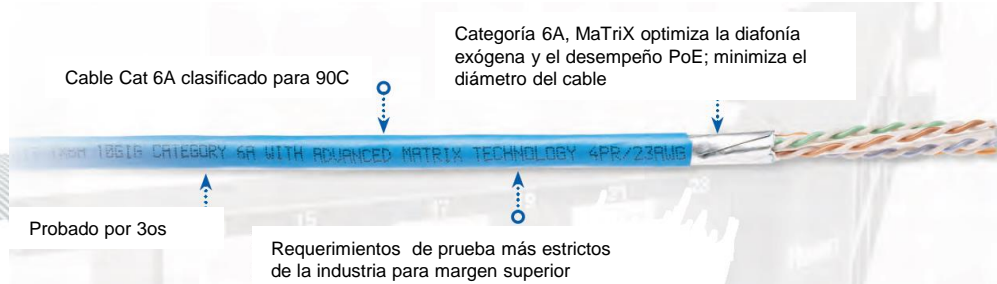 Categoría 6A, MaTriX optimiza la diafonía
exógena y el desempeño PoE; minimiza el
diámetro del cable
Cable Cat 6A clasificado para 90C
TX6A 10GIG CATEGORY 6A WITH ADVANCED MATRIX TECHNOLOGY 4PR/23AWG
Probado por 3os
Requerimientos de prueba más estrictos
de la industria para margen superior